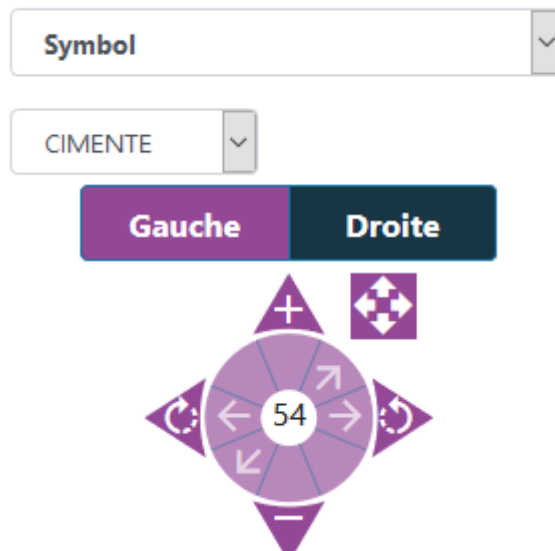 Symbol
CIMENTE
Gauche Droite
+
54
−